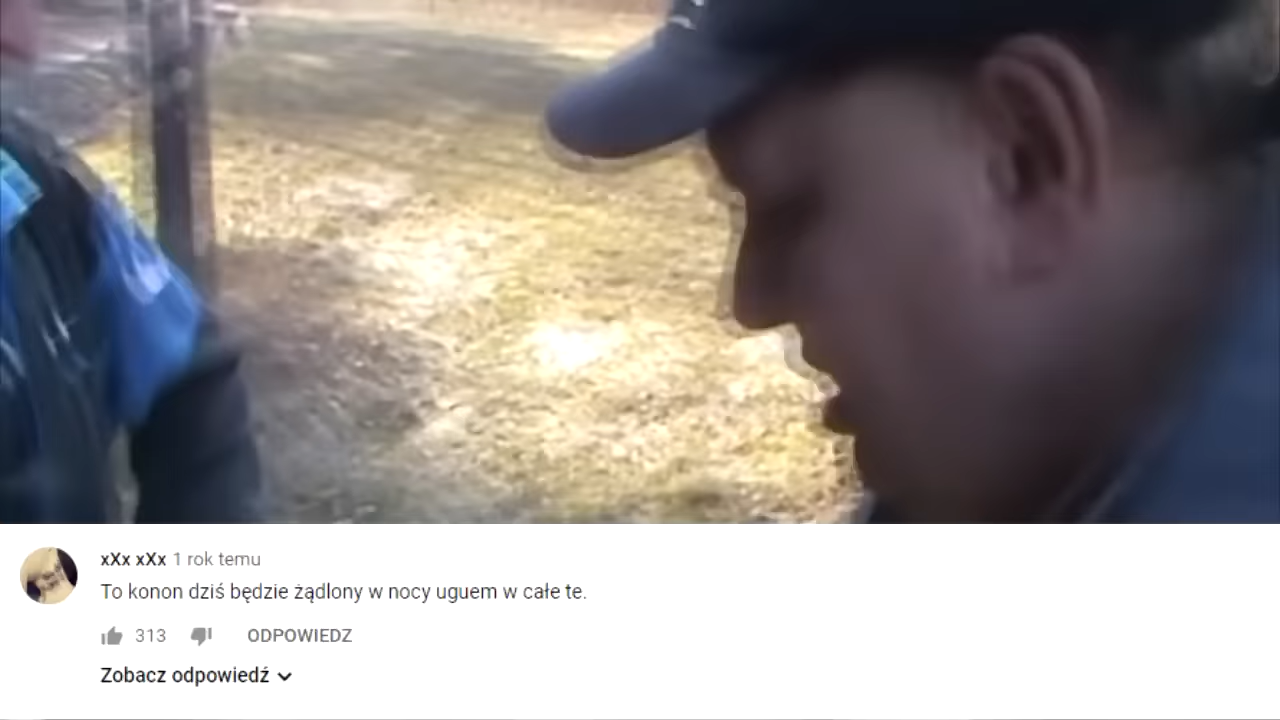 xXx xXx 1 rok temu
To konon dziś będzie żądlony w nocy uguem w całe te.
313 ODPOWIEDZ
Zobacz odpowiedź